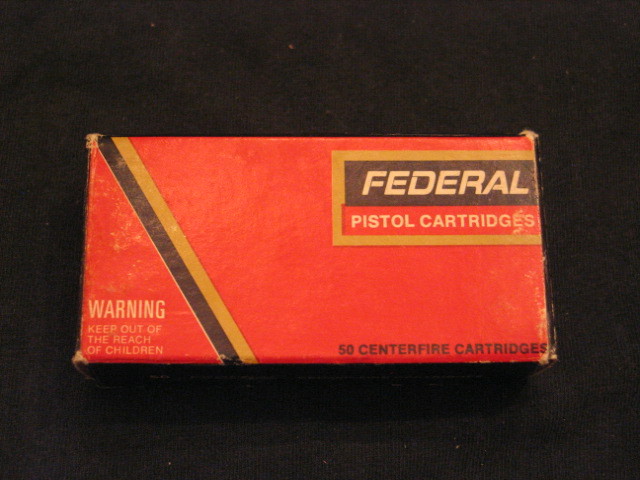 FEDERAL
PISTOL CARTRIDGES
WARNING
KEEP OUT OF
THE REACH
OF CHILDREN
50 CENTERFIRE CARTRIDGES